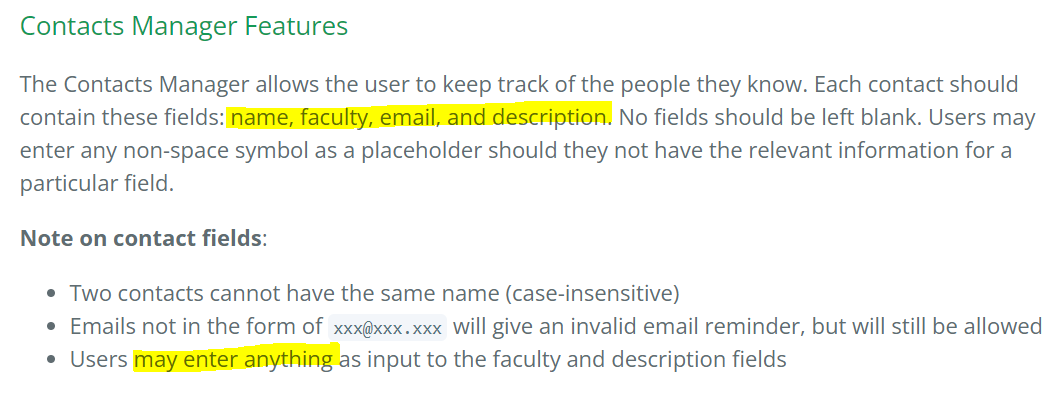 Contacts Manager Features
The Contacts Manager allows the user to keep track of the people they know. Each contact should
contain these fields: name, faculty, email, and description. No fields should be left blank. Users may
enter any non-space symbol as a placeholder should they not have the relevant information for a
particular field.
Note on contact fields:
• Two contacts cannot have the same name (case-insensitive)
• Emails not in the form of xxx@xxx.xxx will give an invalid email reminder, but will still be allowed
• Users may enter anything as input to the faculty and description fields